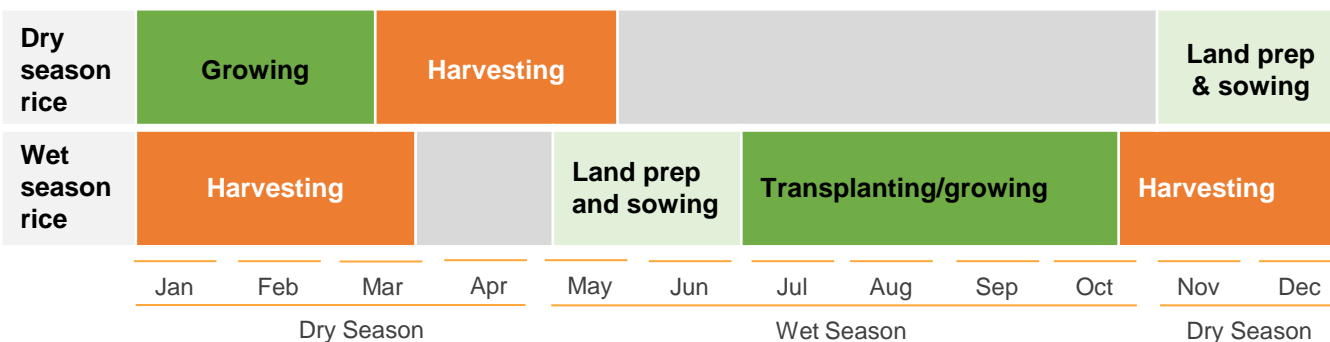 Dry
season
rice
Growing
Harvesting
Land prep
& sowing
Wet
season
rice
Harvesting
Land prep
and sowing
Transplanting/growing
Harvesting
Jan Feb Mar Apr May Jun Jul Aug Sep Oct Nov Dec
Dry Season Wet Season Dry Season